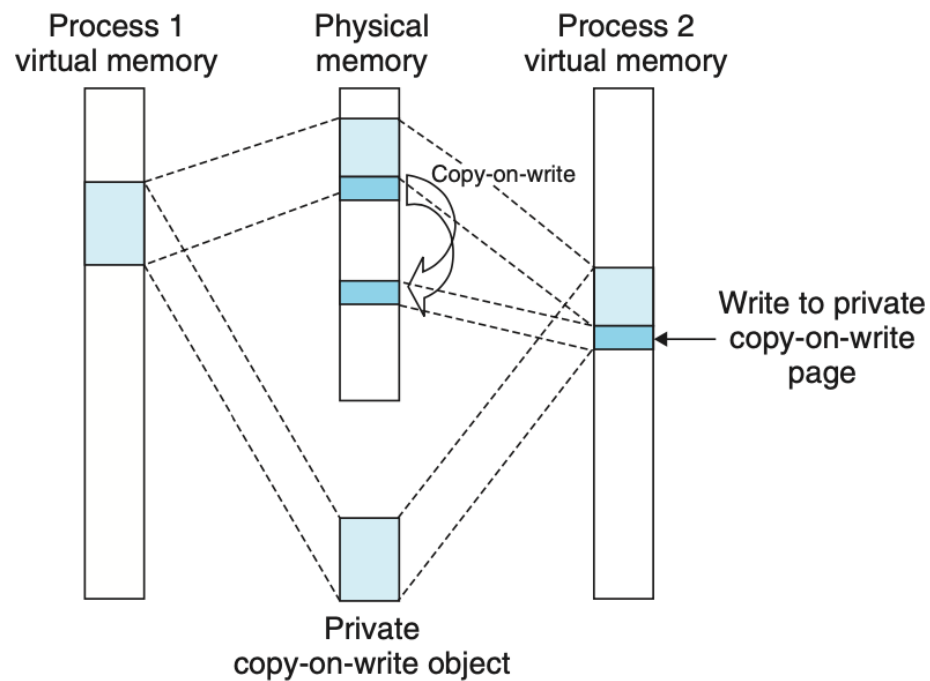 Process 1
virtual memory
Physical
memory
Process 2
virtual memory
Copy-on-write
Write to private
copy-on-write
page
Private
copy-on-write object